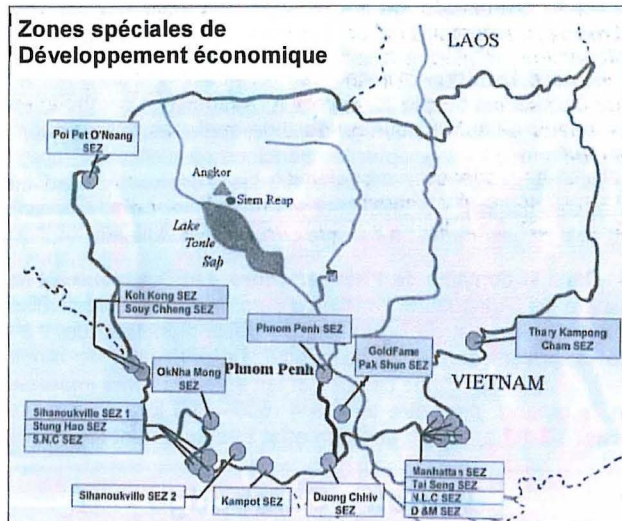 Zones spéciales de
Développement économique
LAOS
Poi Pet O'Neang
SEZ
Angkor
Siem Reap
Lake
Tonle
Sap
Koh Kong SEZ
Souy Chheng SEZ
Phnom Penh SEZ
Thary Kampong
Cham SEZ
GoldFame
Pak Shun SEZ
OkNha Mong
SEZ
Phnom Penh
VIETNAM
Sihanoukville SEZ 1
Stung Hao SEZ
S.N.C SEZ
Manhattan SEZ
Tai Seng SEZ
N.L.C SEZ
D &M SEZ
Sihanoukville SEZ 2
Kampot SEZ
Duong Chhiv
SEZ